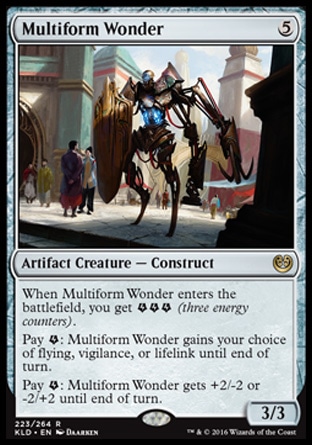 Multiform Wonder 5
Artifact Creature — Construct
When Multiform Wonder enters the
battlefield, you get (three energy
counters).
Pay : Multiform Wonder gains your choice
of flying, vigilance, or lifelink until end of
turn.
Pay : Multiform Wonder gets +2/-2 or
-2/+2 until end of turn.
223/264 R
KLD • EN DAARKEN
3/3
™ & © 2016 Wizards of the Coast